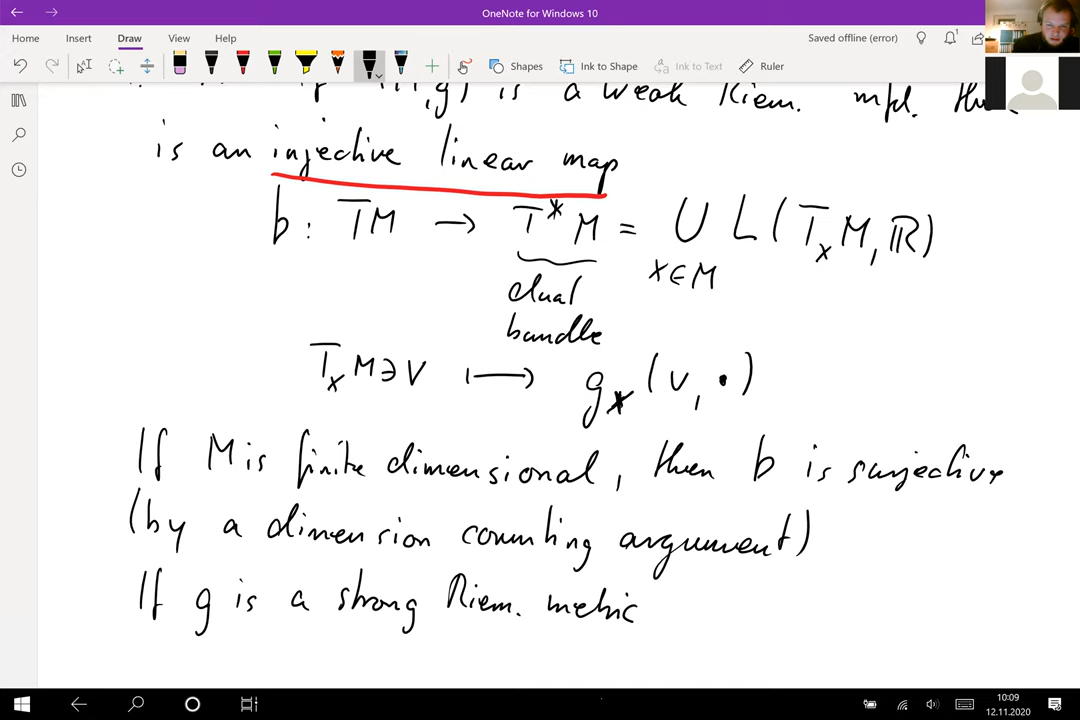 OneNote for Windows 10
Home Insert Draw View Help Saved offline (error)
Shapes Ink to Shape Ink to Text Ruler
is a weak Riem. mfd.
is an injective linear map
b: TM → T*M = ∪ L(TₓM, ℝ)
x∈M
dual
bundle
TₓM∋v ⟼ gₓ(v, •)
If M is finite dimensional, then b is surjective
(by a dimension counting argument)
If g is a strong Riem. metric
10:09
12.11.2020